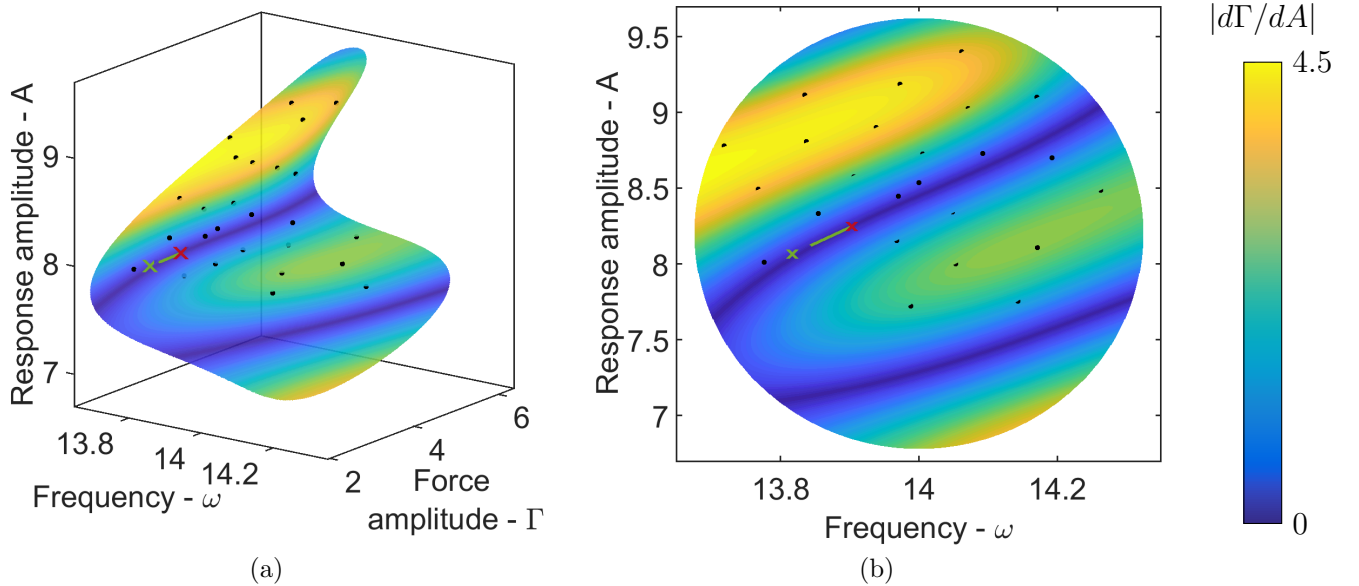 Response amplitude - A
9
8
7
13.8
14
14.2
Frequency - ω
2
4
6
Force
amplitude - Γ
(a)
Response amplitude - A
9.5
9
8.5
8
7.5
7
13.8
14
14.2
Frequency - ω
(b)
|dΓ/dA|
4.5
0